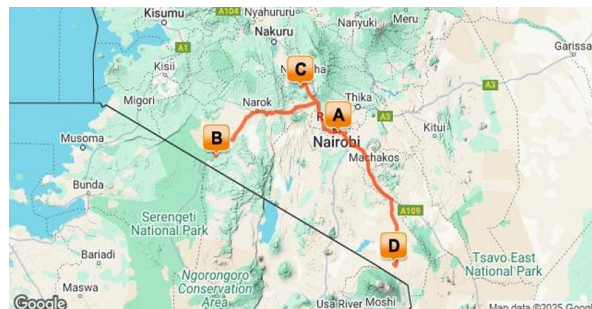 Kisumu
A104
Nyahururu
Nanyuki
Meru
A1
Nakuru
Garissa
Kisii
C
A3
Migori
Narok
Thika
A
A3
B
Kitui
Musoma
Nairobi
Machakos
Bunda
Serengeti
National Park
A109
D
Bariadi
Tsavo East
National Park
Ngorongoro
Conservation
Area
Maswa
Usa River
Moshi
Google
Map data ©2025 Google